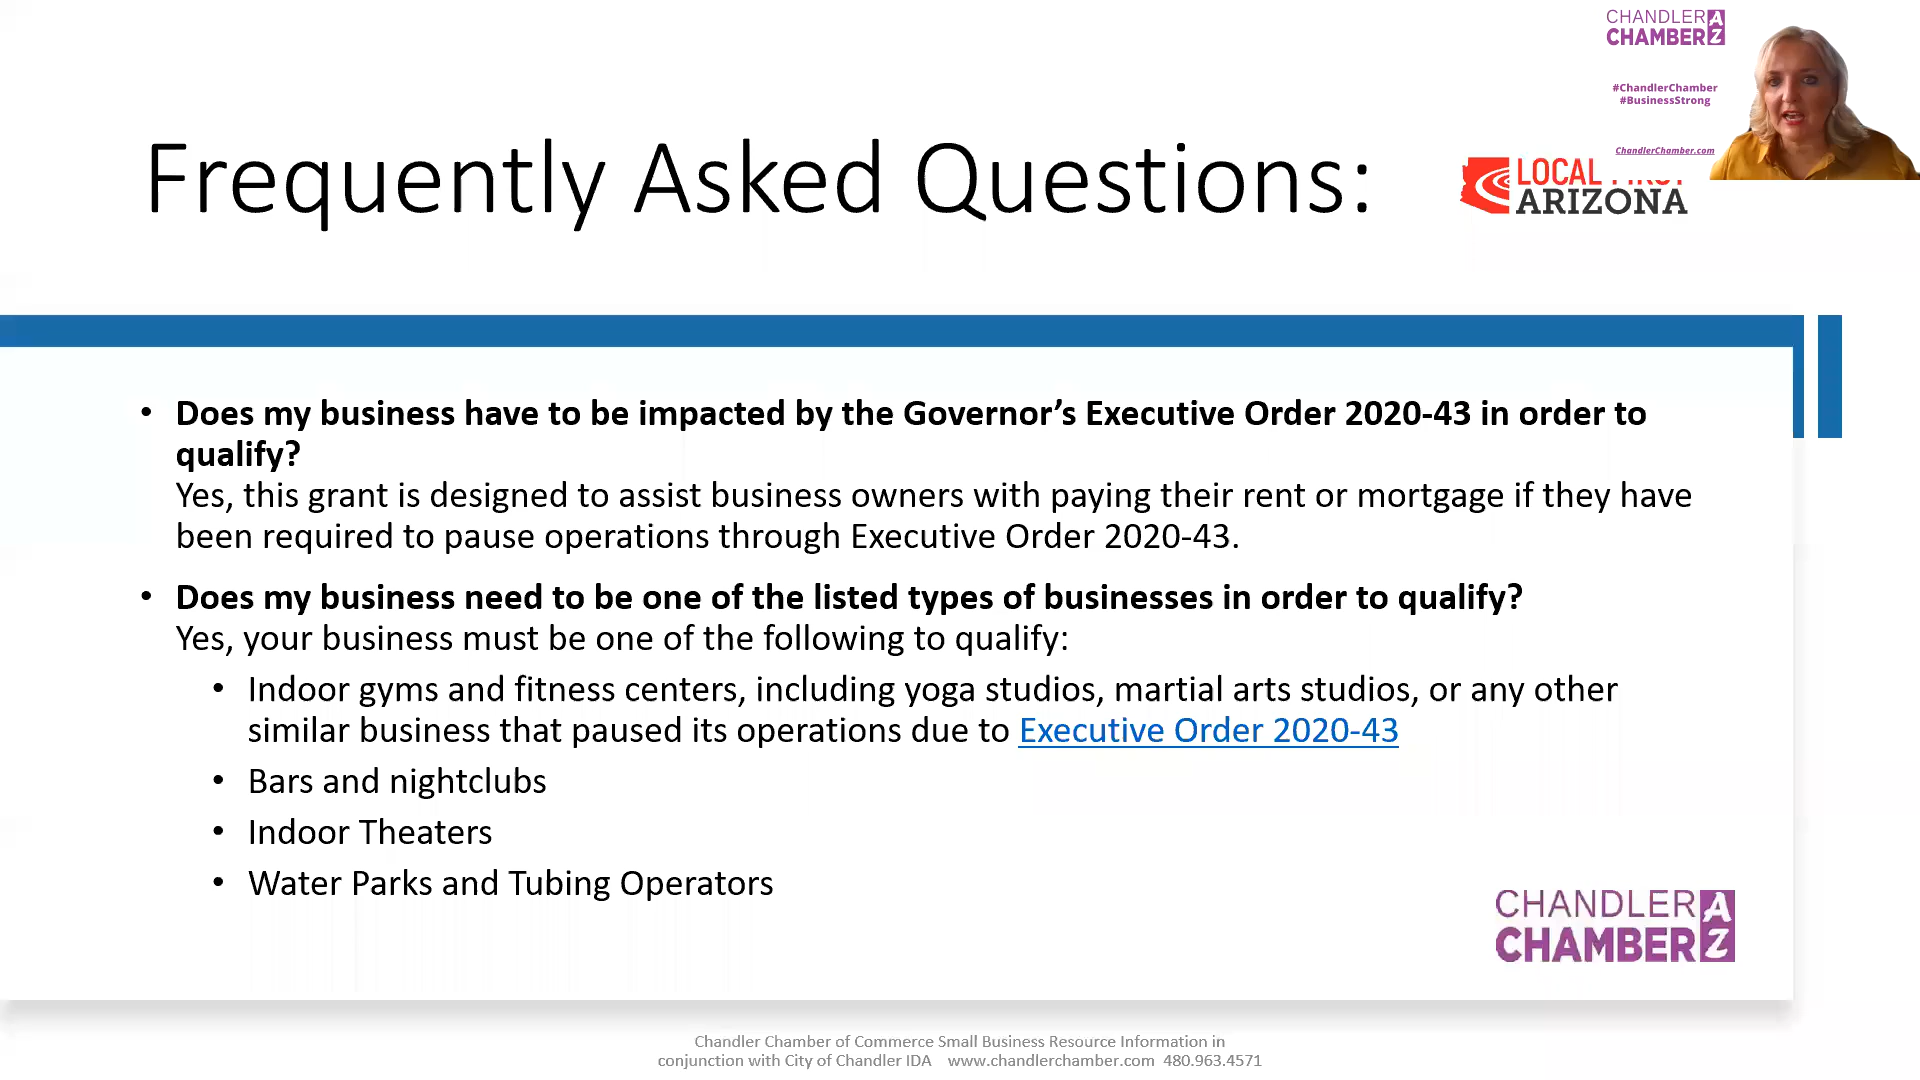 CHANDLER AZ
CHAMBER
#ChandlerChamber
#BusinessStrong
ChandlerChamber.com
Frequently Asked Questions:
LOCAL FIRST
ARIZONA
• Does my business have to be impacted by the Governor’s Executive Order 2020-43 in order to
qualify?
Yes, this grant is designed to assist business owners with paying their rent or mortgage if they have
been required to pause operations through Executive Order 2020-43.
• Does my business need to be one of the listed types of businesses in order to qualify?
Yes, your business must be one of the following to qualify:
• Indoor gyms and fitness centers, including yoga studios, martial arts studios, or any other
similar business that paused its operations due to Executive Order 2020-43
• Bars and nightclubs
• Indoor Theaters
• Water Parks and Tubing Operators
CHANDLER AZ
CHAMBER
Chandler Chamber of Commerce Small Business Resource Information in
conjunction with City of Chandler IDA www.chandlerchamber.com 480.963.4571